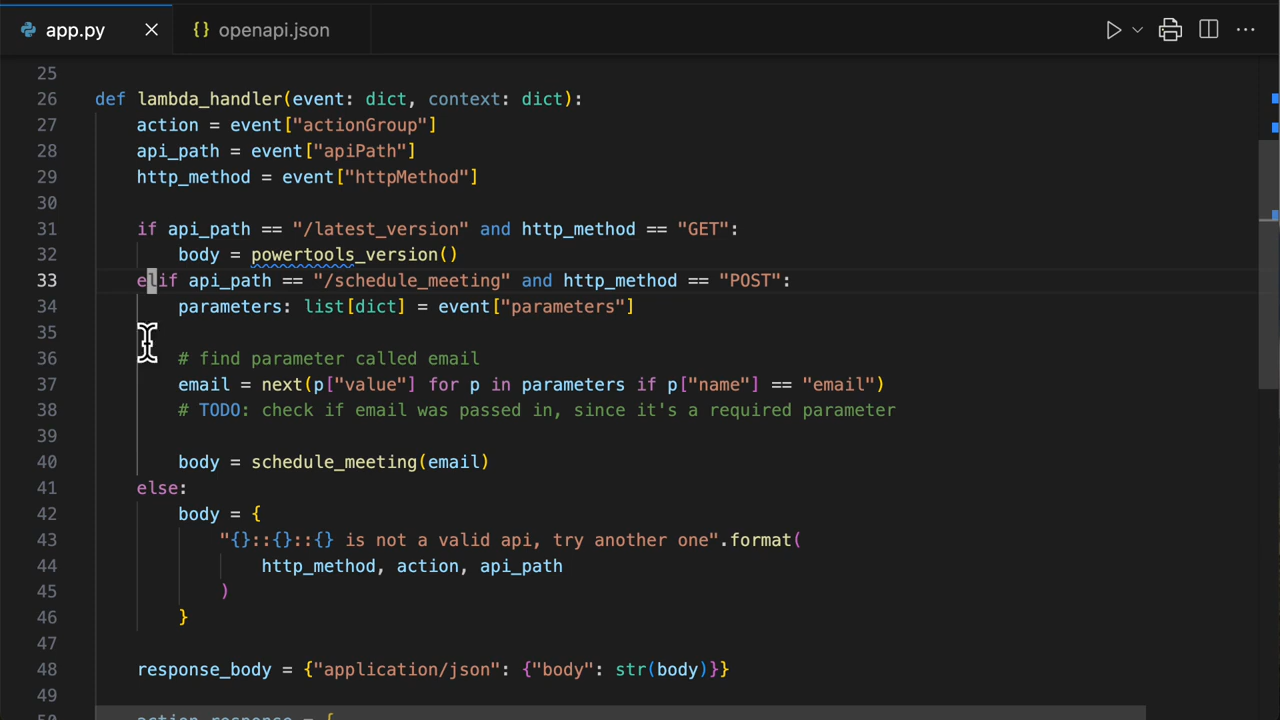 app.py
{} openapi.json
25
26 def lambda_handler(event: dict, context: dict):
27 action = event["actionGroup"]
28 api_path = event["apiPath"]
29 http_method = event["httpMethod"]
30
31 if api_path == "/latest_version" and http_method == "GET":
32 body = powertools_version()
33 elif api_path == "/schedule_meeting" and http_method == "POST":
34 parameters: list[dict] = event["parameters"]
35
36 # find parameter called email
37 email = next(p["value"] for p in parameters if p["name"] == "email")
38 # TODO: check if email was passed in, since it's a required parameter
39
40 body = schedule_meeting(email)
41 else:
42 body = {
43 "{}::{}::{} is not a valid api, try another one".format(
44 http_method, action, api_path
45 )
46 }
47
48 response_body = {"application/json": {"body": str(body)}}
49
50 action_response = {